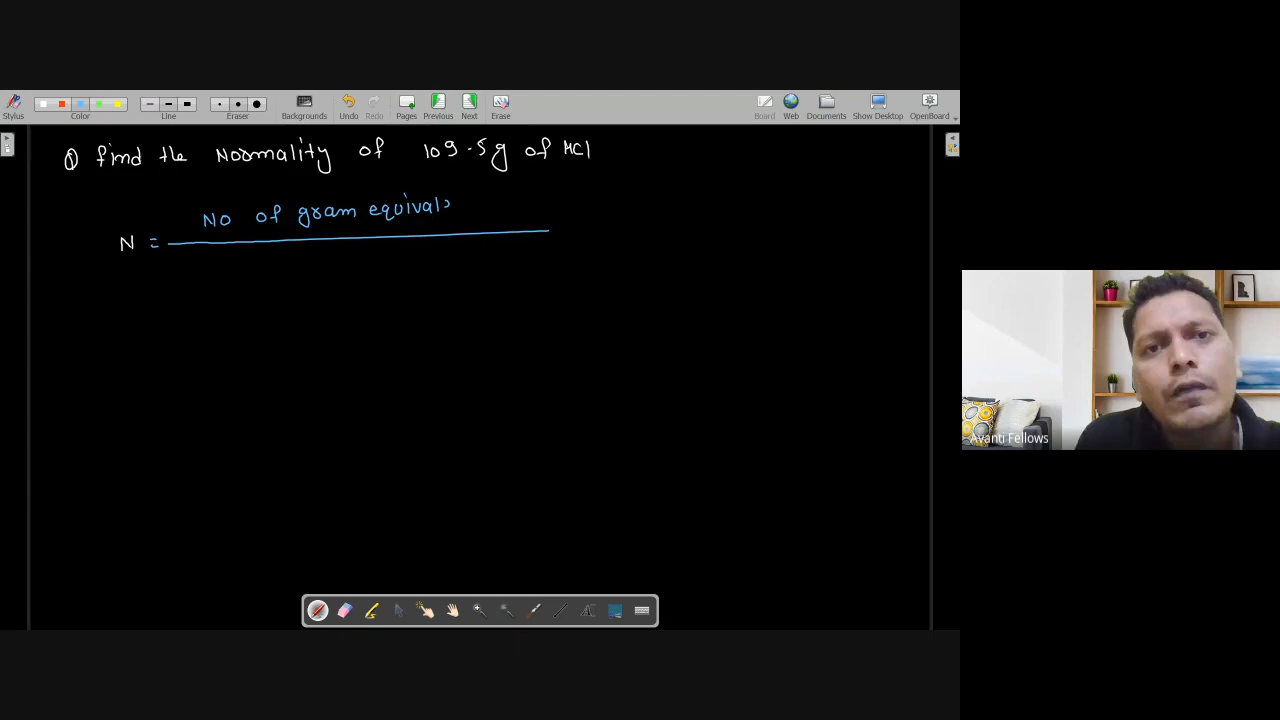 Stylus
Color
Line
Eraser
Backgrounds
Undo
Redo
Pages
Previous
Next
Erase
Board
Web
Documents
Show Desktop
OpenBoard
Q find the Normality of 109.5g of HCl
No of gram equivals
N =
Avanti Fellows